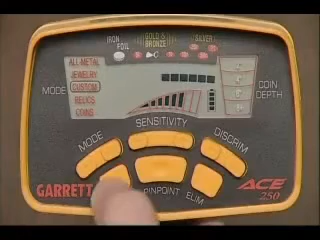 IRON
FOIL
GOLD &
BRONZE
SILVER
ALL-METAL
JEWELRY
CUSTOM
RELICS
COINS
MODE
COIN
DEPTH
SENSITIVITY
MODE
DISCRIM
GARRETT
PINPOINT
ELIM
ACE
250